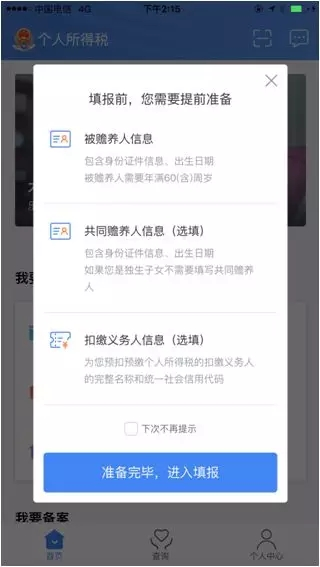 中国电信 4G 下午2:15
个人所得税
填报前，您需要提前准备
被赡养人信息
包含身份证件信息、出生日期
被赡养人需要年满60(含)周岁
共同赡养人信息（选填）
包含身份证件信息、出生日期
如果您是独生子女不需要填写共同赡养
人
扣缴义务人信息（选填）
为您预扣预缴个人所得税的扣缴义务人
的完整名称和统一社会信用代码
下次不再提示
准备完毕，进入填报
我要
我要备案
首页 查询 个人中心